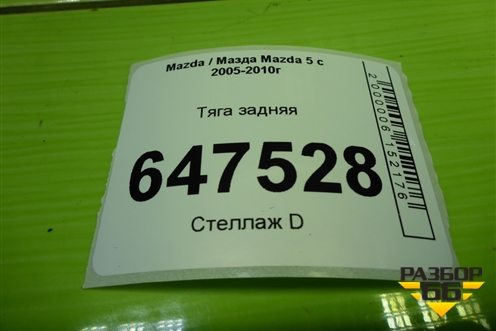 Mazda / Мазда Mazda 5 с
2005-2010г
Тяга задняя
647528
Стеллаж D
2000006152176
РАЗБОР
66